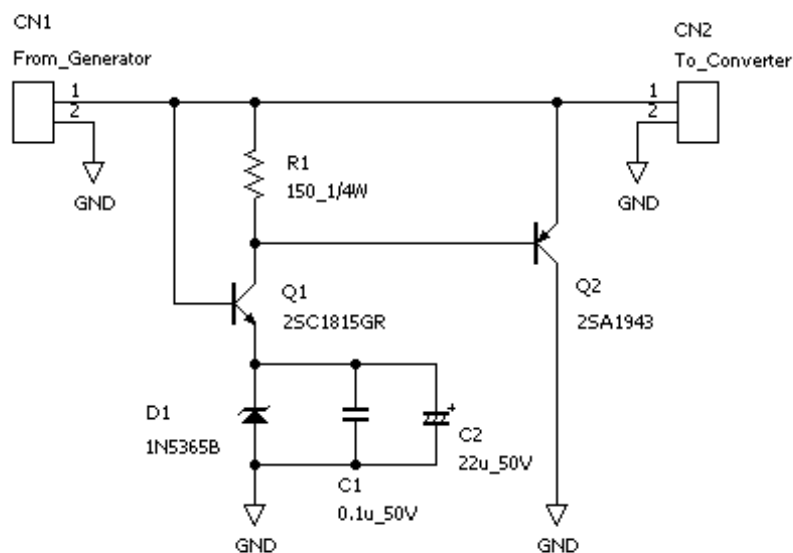 CN1
From_Generator
1
2
GND
CN2
To_Converter
1
2
GND
R1
150_1/4W
Q1
2SC1815GR
Q2
2SA1943
D1
1N5365B
+
C2
22u_50V
C1
0.1u_50V
GND
GND